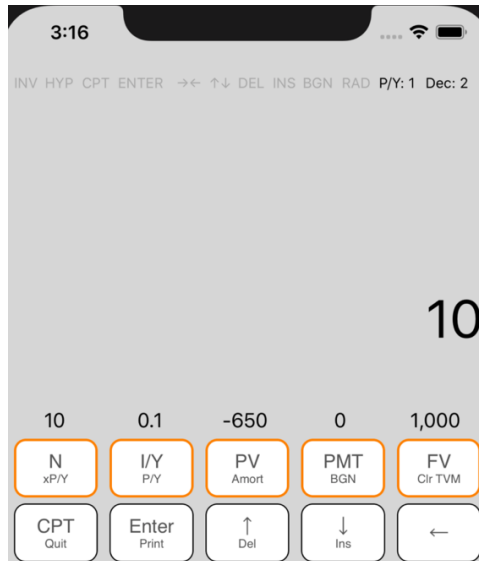 3:16
INV HYP CPT ENTER →← ↑↓ DEL INS BGN RAD P/Y: 1 Dec: 2
10
10 0.1 -650 0 1,000
N I/Y PV PMT FV
xP/Y P/Y Amort BGN Clr TVM
CPT Enter ↑ ↓ ←
Quit Print Del Ins